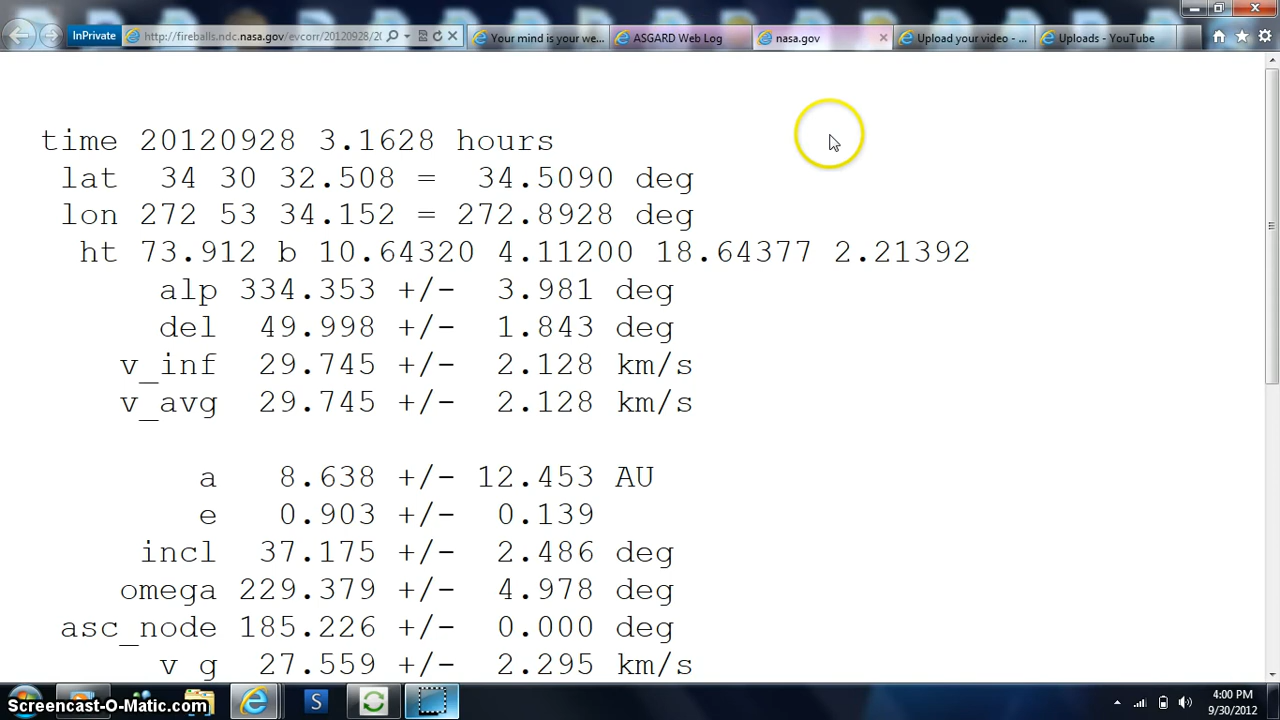 InPrivate
http://fireballs.ndc.nasa.gov/evcorr/20120928/2(
Your mind is your we...
ASGARD Web Log
nasa.gov
Upload your video - ...
Uploads - YouTube
time 20120928 3.1628 hours
lat 34 30 32.508 = 34.5090 deg
lon 272 53 34.152 = 272.8928 deg
ht 73.912 b 10.64320 4.11200 18.64377 2.21392
alp 334.353 +/- 3.981 deg
del 49.998 +/- 1.843 deg
v_inf 29.745 +/- 2.128 km/s
v_avg 29.745 +/- 2.128 km/s
a 8.638 +/- 12.453 AU
e 0.903 +/- 0.139
incl 37.175 +/- 2.486 deg
omega 229.379 +/- 4.978 deg
asc_node 185.226 +/- 0.000 deg
v g 27.559 +/- 2.295 km/s
Screencast-O-Matic.com
S
4:00 PM
9/30/2012